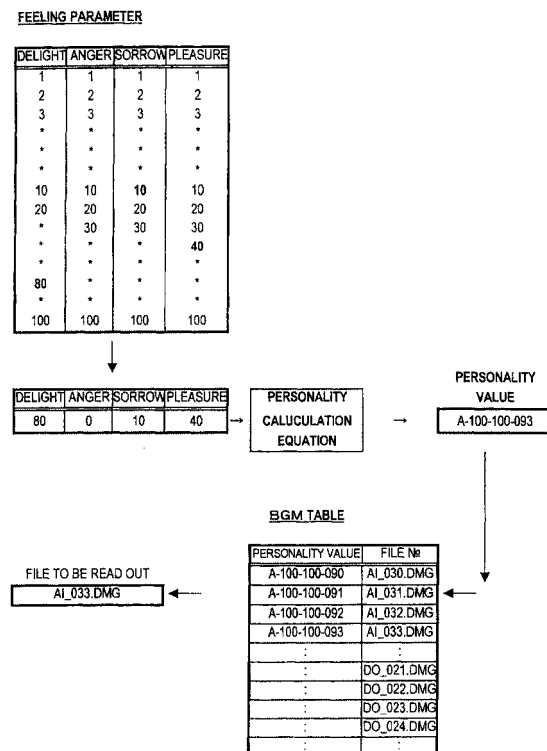 FEELING PARAMETER
DELIGHT ANGER SORROW PLEASURE
1 1 1 1
2 2 2 2
3 3 3 3
* * * *
* * * *
* * * *
10 10 10 10
20 20 20 20
* 30 30 30
* * * 40
* * * *
80 * * *
* * * *
100 100 100 100
DELIGHT ANGER SORROW PLEASURE
80 0 10 40
→
PERSONALITY
CALUCULATION
EQUATION
→
PERSONALITY
VALUE
A-100-100-093
BGM TABLE
PERSONALITY VALUE FILE №
A-100-100-090 AI_030.DMG
A-100-100-091 AI_031.DMG
A-100-100-092 AI_032.DMG
A-100-100-093 AI_033.DMG
: :
: DO_021.DMG
: DO_022.DMG
: DO_023.DMG
: DO_024.DMG
: :
FILE TO BE READ OUT
AI_033.DMG